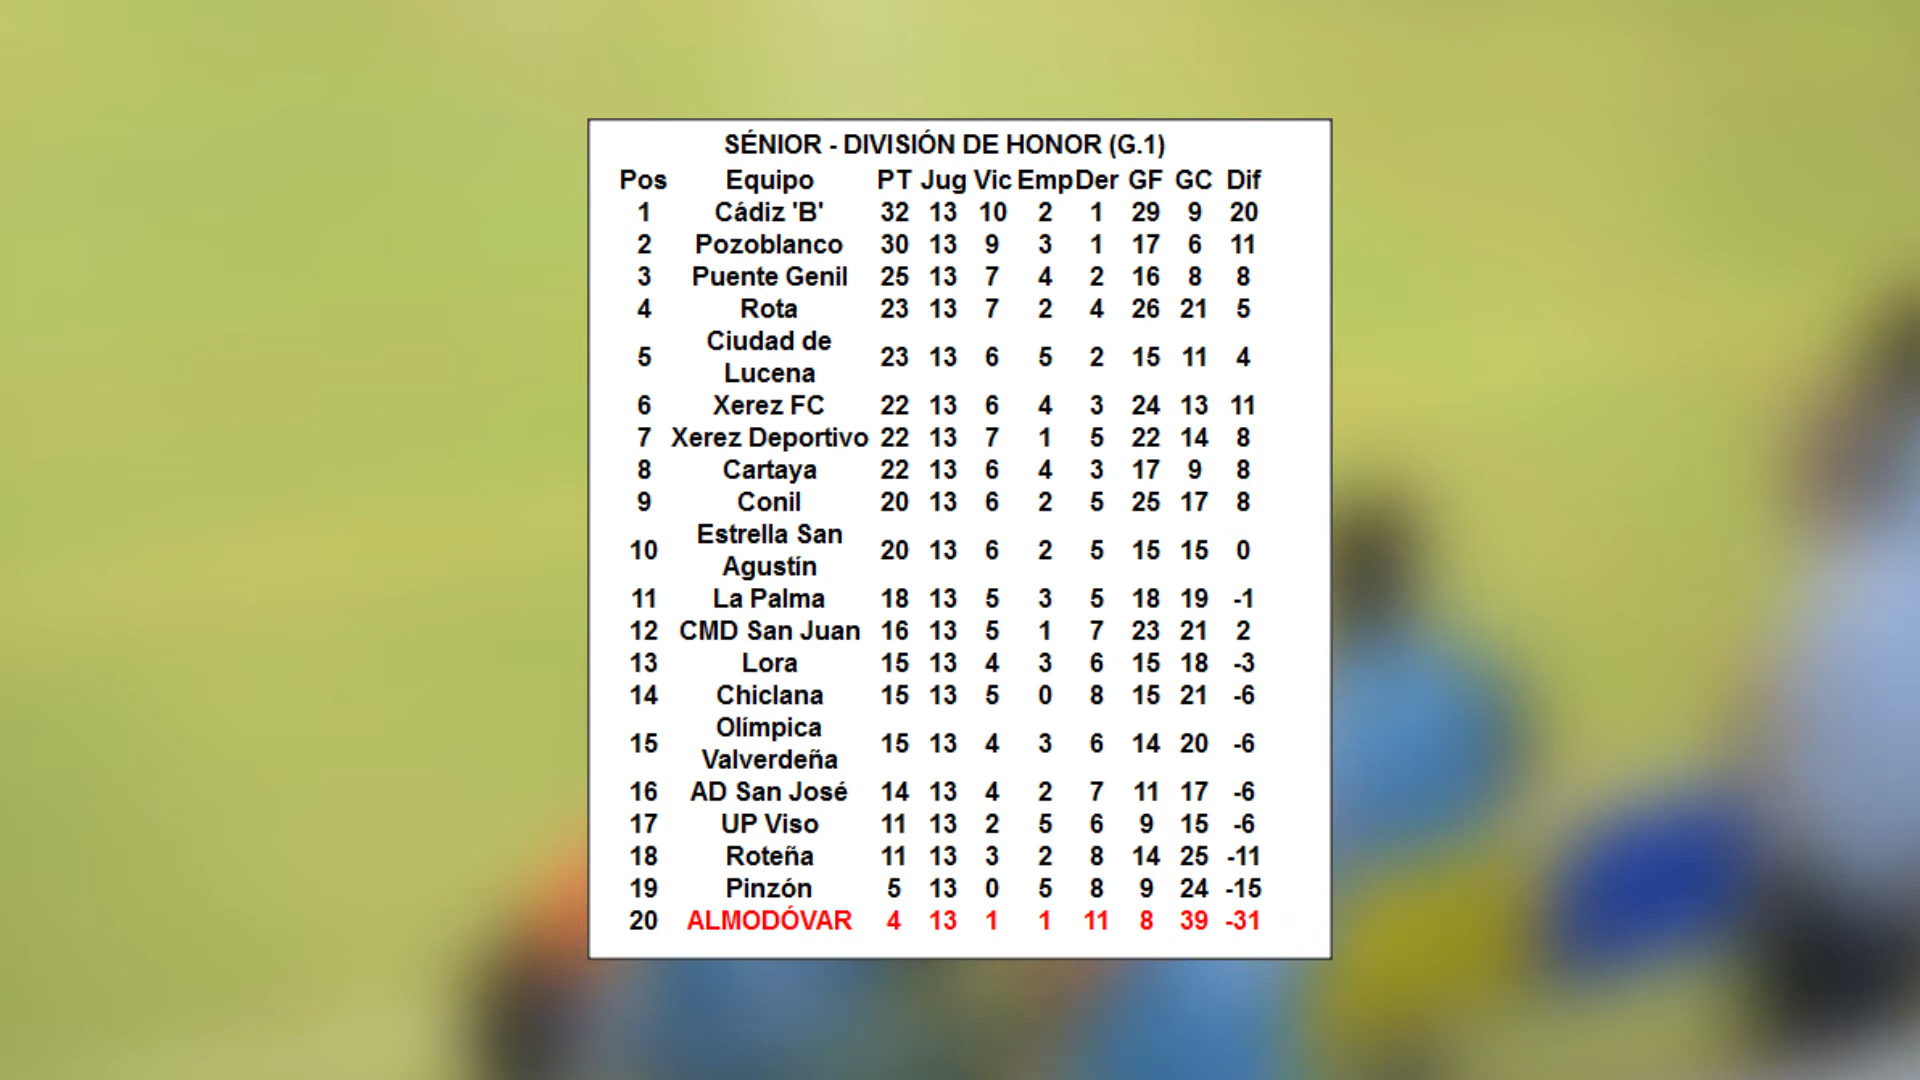 SÉNIOR - DIVISIÓN DE HONOR (G.1)
Pos Equipo PT Jug Vic Emp Der GF GC Dif
1 Cádiz 'B' 32 13 10 2 1 29 9 20
2 Pozoblanco 30 13 9 3 1 17 6 11
3 Puente Genil 25 13 7 4 2 16 8 8
4 Rota 23 13 7 2 4 26 21 5
5 Ciudad de Lucena 23 13 6 5 2 15 11 4
6 Xerez FC 22 13 6 4 3 24 13 11
7 Xerez Deportivo 22 13 7 1 5 22 14 8
8 Cartaya 22 13 6 4 3 17 9 8
9 Conil 20 13 6 2 5 25 17 8
10 Estrella San Agustín 20 13 6 2 5 15 15 0
11 La Palma 18 13 5 3 5 18 19 -1
12 CMD San Juan 16 13 5 1 7 23 21 2
13 Lora 15 13 4 3 6 15 18 -3
14 Chiclana 15 13 5 0 8 15 21 -6
15 Olímpica Valverdeña 15 13 4 3 6 14 20 -6
16 AD San José 14 13 4 2 7 11 17 -6
17 UP Viso 11 13 2 5 6 9 15 -6
18 Roteña 11 13 3 2 8 14 25 -11
19 Pinzón 5 13 0 5 8 9 24 -15
20 ALMODÓVAR 4 13 1 1 11 8 39 -31